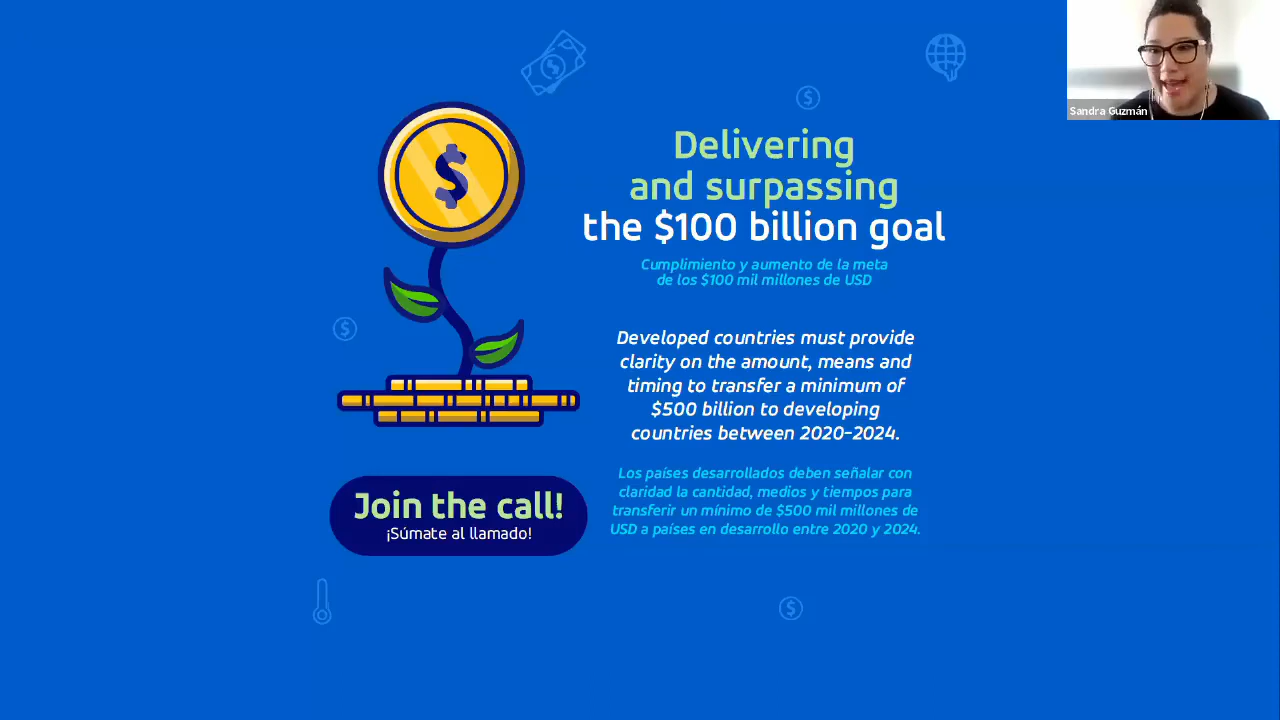 Sandra Guzmán
Delivering
and surpassing
the $100 billion goal
Cumplimiento y aumento de la meta
de los $100 mil millones de USD
Developed countries must provide
clarity on the amount, means and
timing to transfer a minimum of
$500 billion to developing
countries between 2020-2024.
Los países desarrollados deben señalar con
claridad la cantidad, medios y tiempos para
transferir un mínimo de $500 mil millones de
USD a países en desarrollo entre 2020 y 2024.
Join the call!
¡Súmate al llamado!